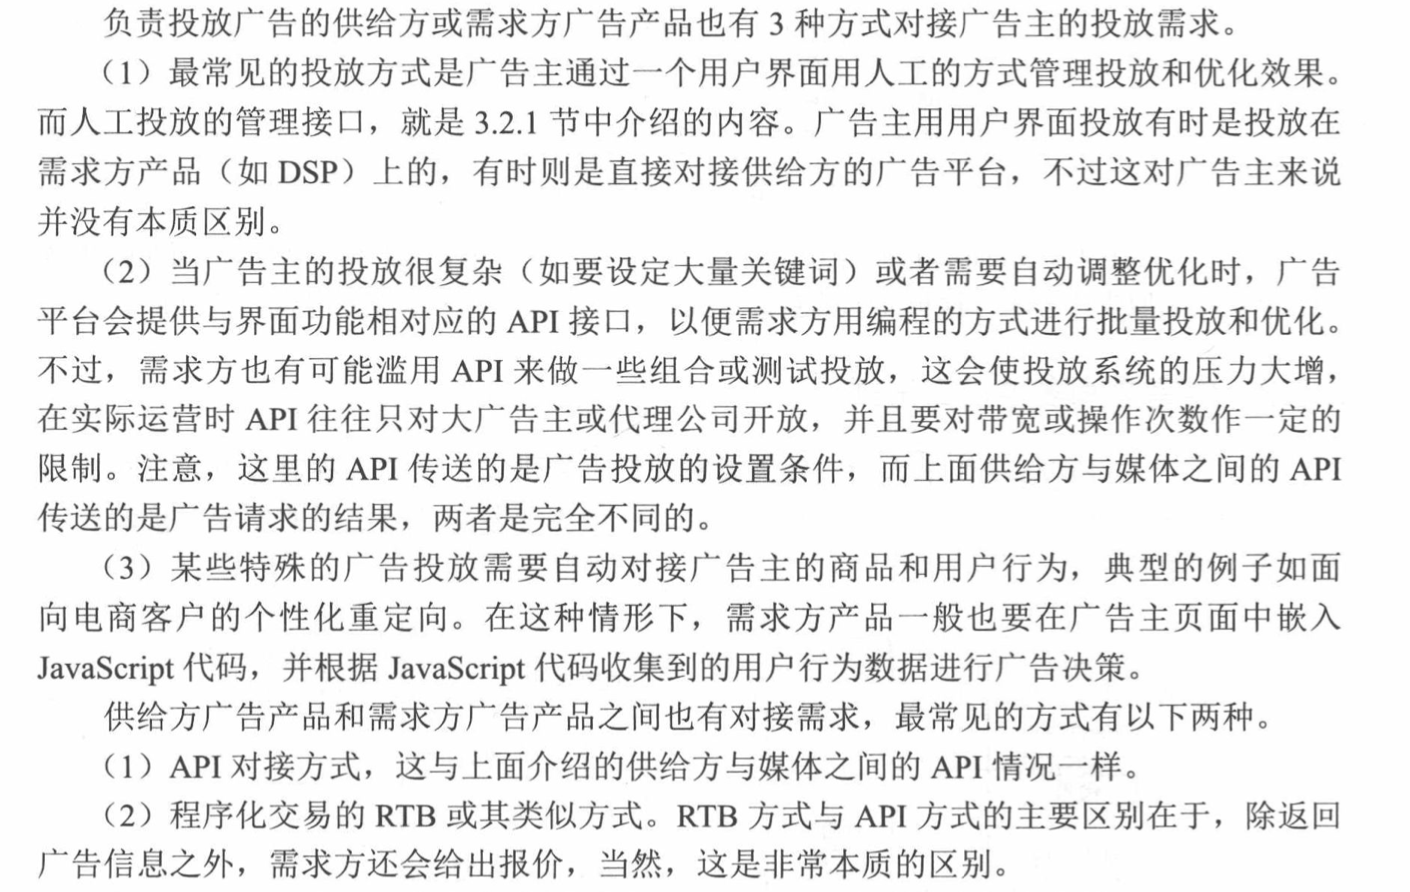 负责投放广告的供给方或需求方广告产品也有 3 种方式对接广告主的投放需求。
（1）最常见的投放方式是广告主通过一个用户界面用人工的方式管理投放和优化效果。
而人工投放的管理接口，就是 3.2.1 节中介绍的内容。广告主用用户界面投放有时是投放在
需求方产品（如 DSP）上的，有时则是直接对接供给方的广告平台，不过这对广告主来说
并没有本质区别。
（2）当广告主的投放很复杂（如要设定大量关键词）或者需要自动调整优化时，广告
平台会提供与界面功能相对应的 API 接口，以便需求方用编程的方式进行批量投放和优化。
不过，需求方也有可能滥用 API 来做一些组合或测试投放，这会使投放系统的压力大增，
在实际运营时 API 往往只对大广告主或代理公司开放，并且要对带宽或操作次数作一定的
限制。注意，这里的 API 传送的是广告投放的设置条件，而上面供给方与媒体之间的 API
传送的是广告请求的结果，两者是完全不同的。
（3）某些特殊的广告投放需要自动对接广告主的商品和用户行为，典型的例子如面
向电商客户的个性化重定向。在这种情形下，需求方产品一般也要在广告主页面中嵌入
JavaScript 代码，并根据 JavaScript 代码收集到的用户行为数据进行广告决策。
供给方广告产品和需求方广告产品之间也有对接需求，最常见的方式有以下两种。
（1）API 对接方式，这与上面介绍的供给方与媒体之间的 API 情况一样。
（2）程序化交易的 RTB 或其类似方式。RTB 方式与 API 方式的主要区别在于，除返回
广告信息之外，需求方还会给出报价，当然，这是非常本质的区别。